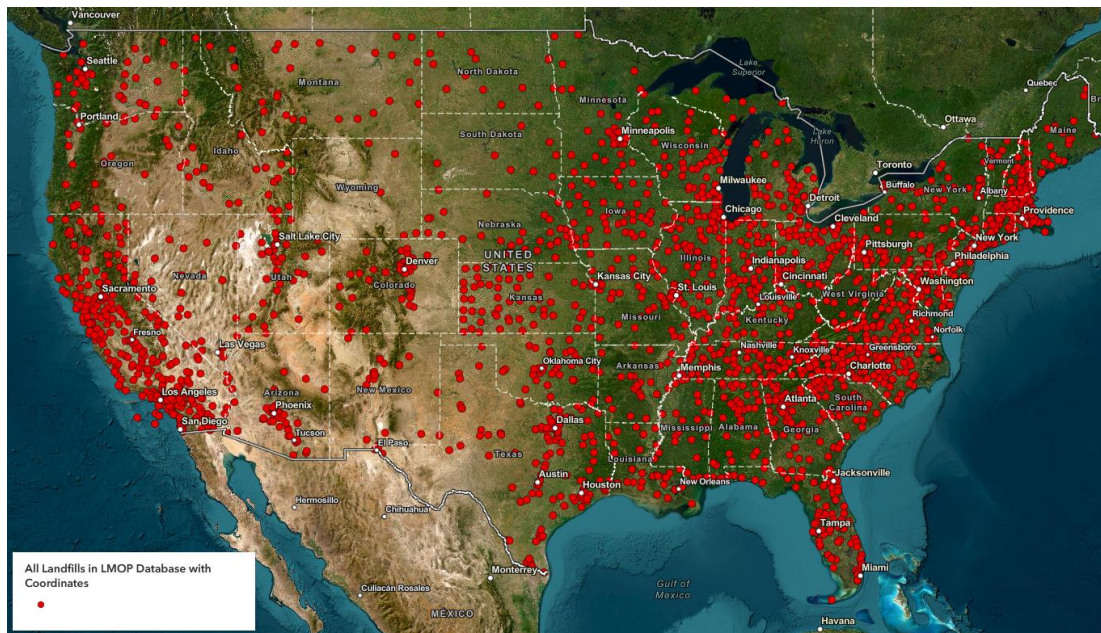 Vancouver
Seattle
Portland
Oregon
Idaho
Montana
North Dakota
South Dakota
Wyoming
Nebraska
Minnesota
Minneapolis
Wisconsin
Lake
Superior
Lake
Huron
Ottawa
Quebec
Maine
Br
Toronto
Buffalo
New York
Vermont
Albany
Providence
Milwaukee
Chicago
Detroit
Cleveland
New York
Pittsburgh
Philadelphia
Iowa
Illinois
Indianapolis
Cincinnati
Washington
West Virginia
Richmond
Norfolk
Salt Lake City
Nevada
Utah
Sacramento
Fresno
Denver
Colorado
UNITED
STATES
Kansas
Kansas City
Missouri
St. Louis
Louisville
Kentucky
Las Vegas
Los Angeles
San Diego
Arizona
Phoenix
Tucson
New Mexico
El Paso
Oklahoma City
Arkansas
Memphis
Nashville
Knoxville
Greensboro
Charlotte
South
Carolina
Atlanta
Georgia
Alabama
Mississippi
Louisiana
Dallas
Texas
Austin
Houston
New Orleans
Jacksonville
Tampa
Miami
Hermosillo
Chihuahua
Culiacán Rosales
Monterrey
MÉXICO
Gulf of
Mexico
Havana
All Landfills in LMOP Database with
Coordinates